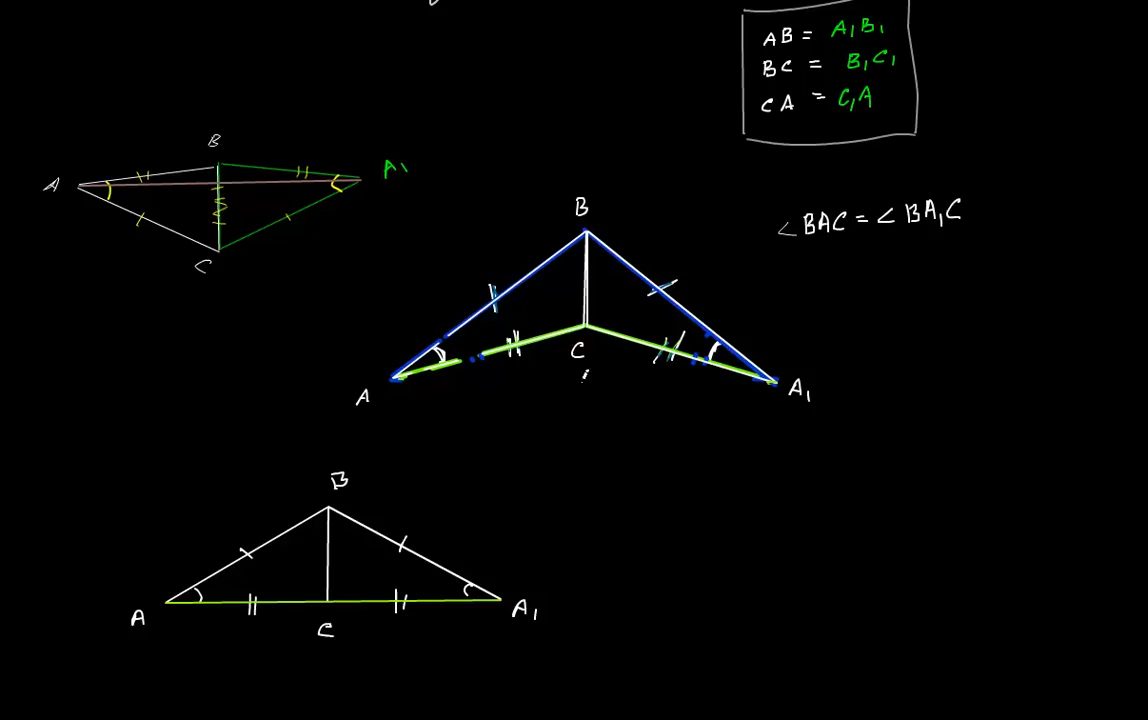 AB = A₁B₁
BC = B₁C₁
CA = C₁A
B
A
A₁
C
∠BAC = ∠BA₁C
B
C
A
A₁
B
A
C
A₁